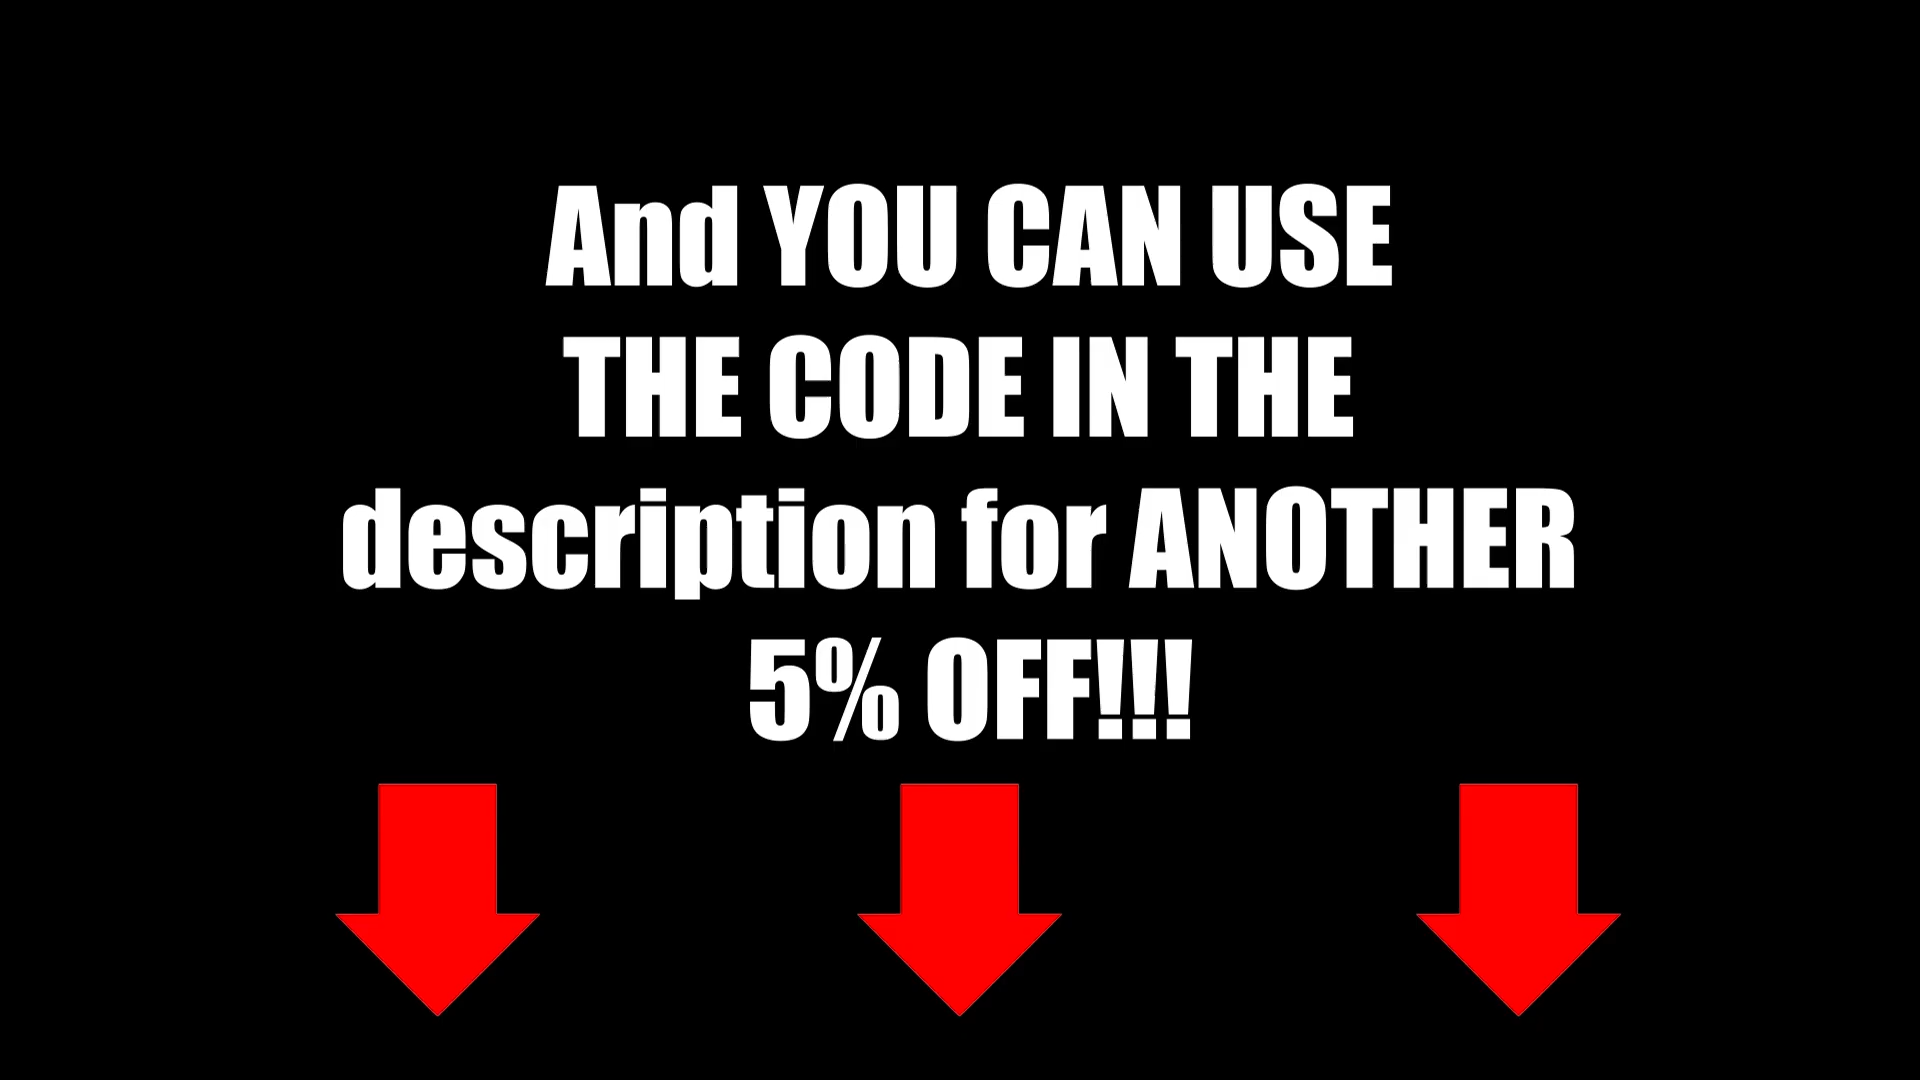 And YOU CAN USE
THE CODE IN THE
description for ANOTHER
5% OFF!!!